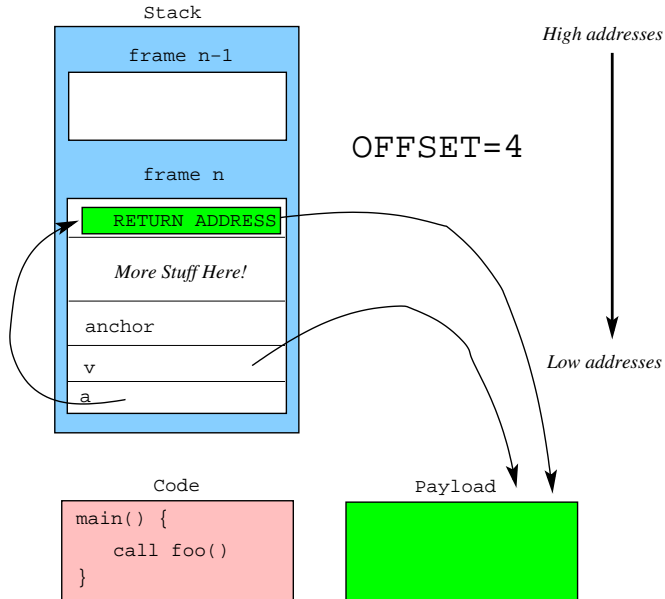 Stack
High addresses
frame n-1
OFFSET=4
frame n
RETURN ADDRESS
More Stuff Here!
anchor
v
Low addresses
a
Code
Payload
main() {
call foo()
}